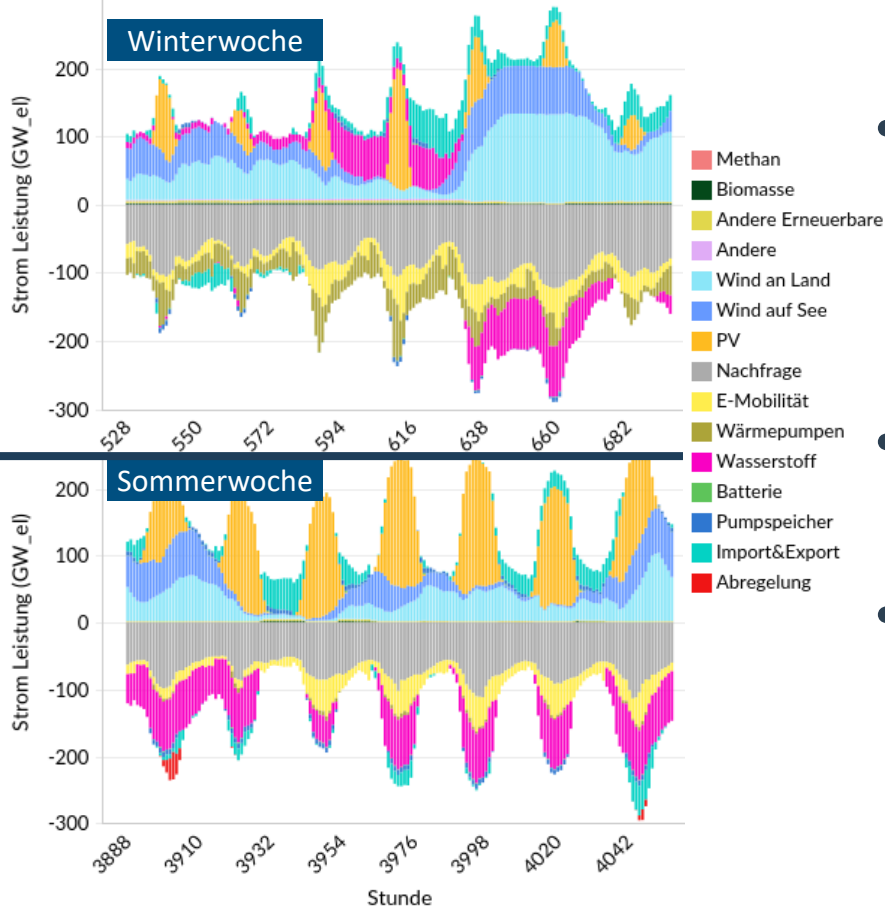 Winterwoche
Strom Leistung (GW_el)
200
100
0
-100
-200
-300
528
550
572
594
616
638
660
682
Methan
Biomasse
Andere Erneuerbare
Andere
Wind an Land
Wind auf See
PV
Nachfrage
E-Mobilität
Wärmepumpen
Wasserstoff
Batterie
Pumpspeicher
Import&Export
Abregelung
Sommerwoche
Strom Leistung (GW_el)
200
100
0
-100
-200
-300
3888
3910
3932
3954
3976
3998
4020
4042
Stunde